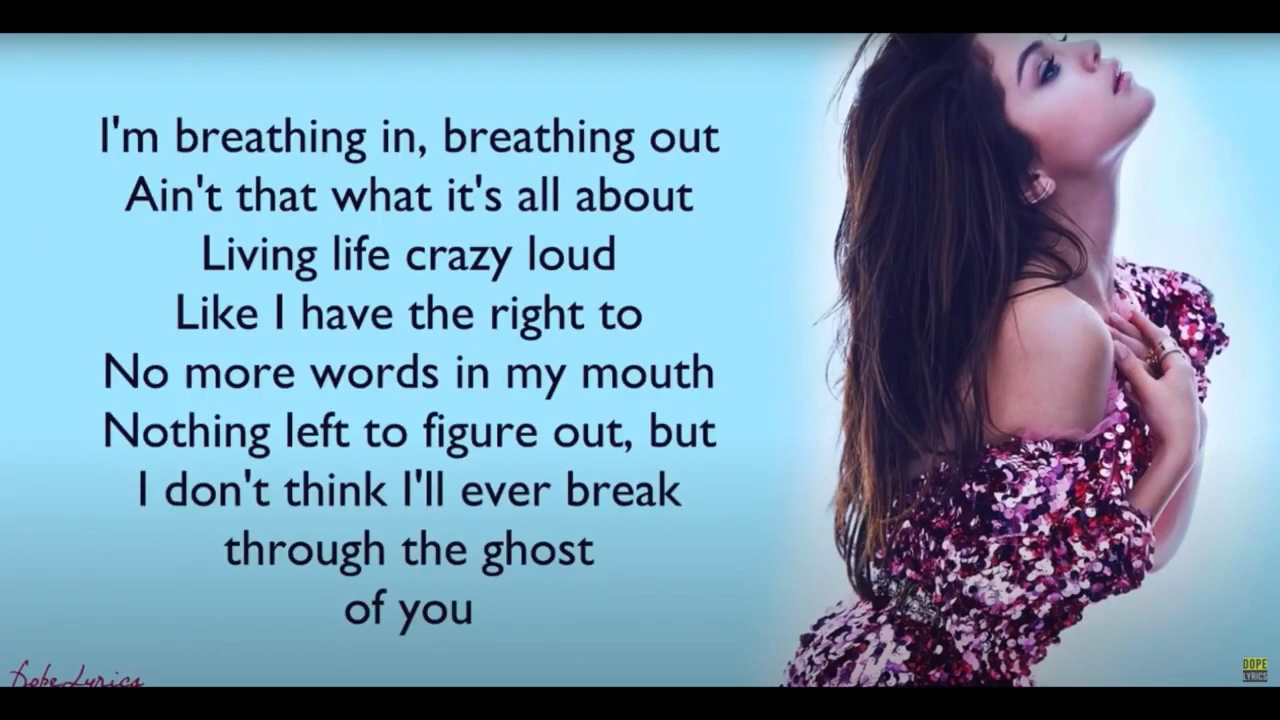 I'm breathing in, breathing out
Ain't that what it's all about
Living life crazy loud
Like I have the right to
No more words in my mouth
Nothing left to figure out, but
I don't think I'll ever break
through the ghost
of you
DopeLyrics
DOPE
LYRICS